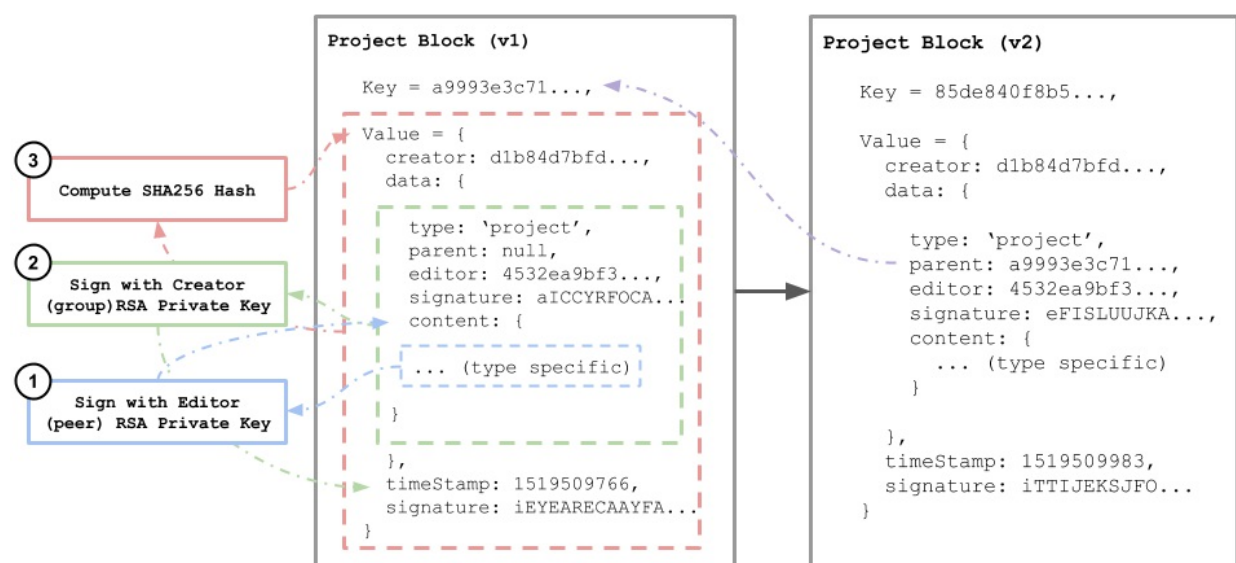 3
Compute SHA256 Hash
2
Sign with Creator
(group)RSA Private Key
1
Sign with Editor
(peer) RSA Private Key
Project Block (v1)
Key = a9993e3c71...,
Value = {
creator: d1b84d7bfd...,
data: {
type: ‘project’,
parent: null,
editor: 4532ea9bf3...,
signature: aICCYRFOCA...
content: {
... (type specific)
}
},
timeStamp: 1519509766,
signature: iEYEARECAAYFA...
}
Project Block (v2)
Key = 85de840f8b5...,
Value = {
creator: d1b84d7bfd...,
data: {
type: ‘project’,
parent: a9993e3c71...,
editor: 4532ea9bf3...,
signature: eFISLUUJKA...,
content: {
... (type specific)
}
},
timeStamp: 1519509983,
signature: iTTIJEKSJFO...
}